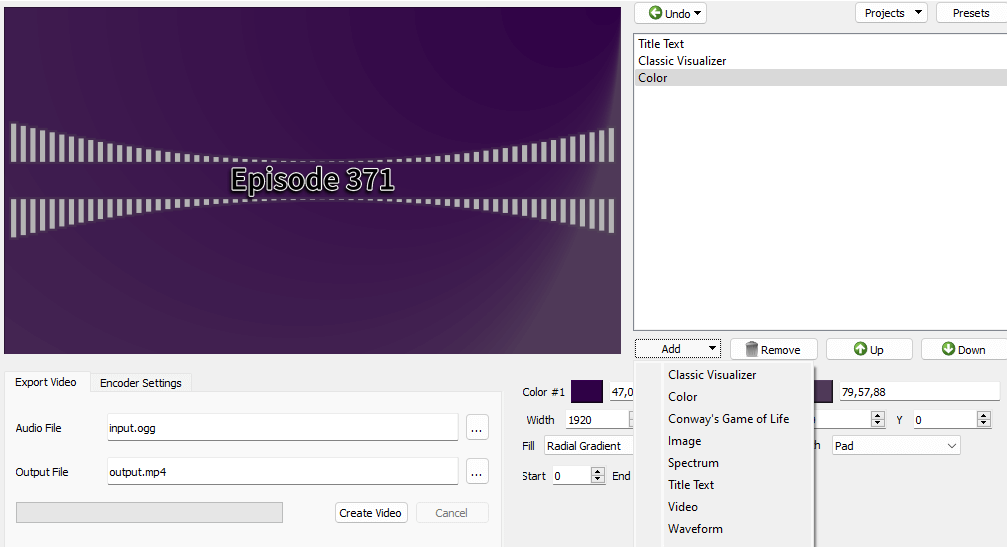 Undo
Projects
Presets
Title Text
Classic Visualizer
Color
Episode 371
Add
Remove
Up
Down
Export Video
Encoder Settings
Audio File
input.ogg
...
Output File
output.mp4
...
Create Video
Cancel
Color #1
79,57,88
Width
1920
Y
0
Fill
Radial Gradient
Pad
Start
0
End
Classic Visualizer
Color
Conway's Game of Life
Image
Spectrum
Title Text
Video
Waveform